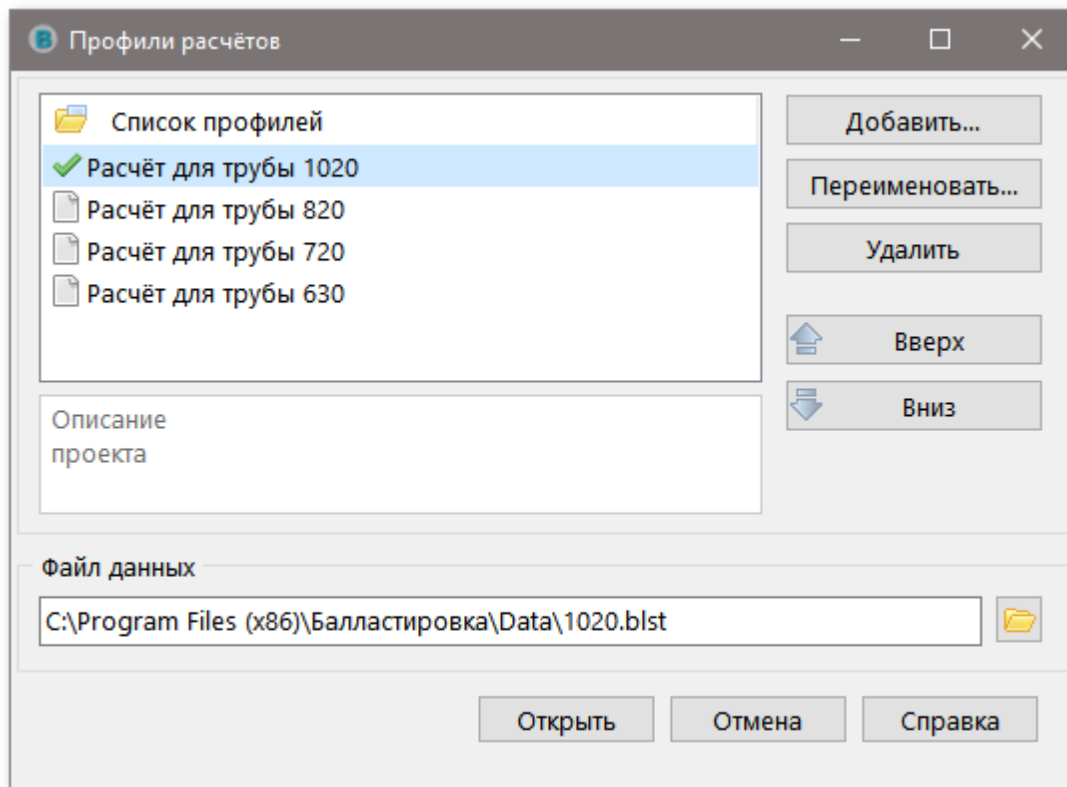 Профили расчётов
Список профилей
Расчёт для трубы 1020
Расчёт для трубы 820
Расчёт для трубы 720
Расчёт для трубы 630
Добавить...
Переименовать...
Удалить
Вверх
Вниз
Описание
проекта
Файл данных
C:\Program Files (x86)\Балластировка\Data\1020.blst
Открыть
Отмена
Справка